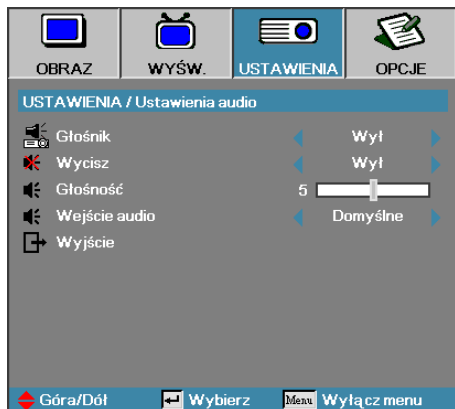 OBRAZ WYŚW. USTAWIENIA OPCJE
USTAWIENIA / Ustawienia audio
Głośnik Wył
Wycisz Wył
Głośność 5
Wejście audio Domyślne
Wyjście
Góra/Dół Wybierz Menu Wyłącz menu